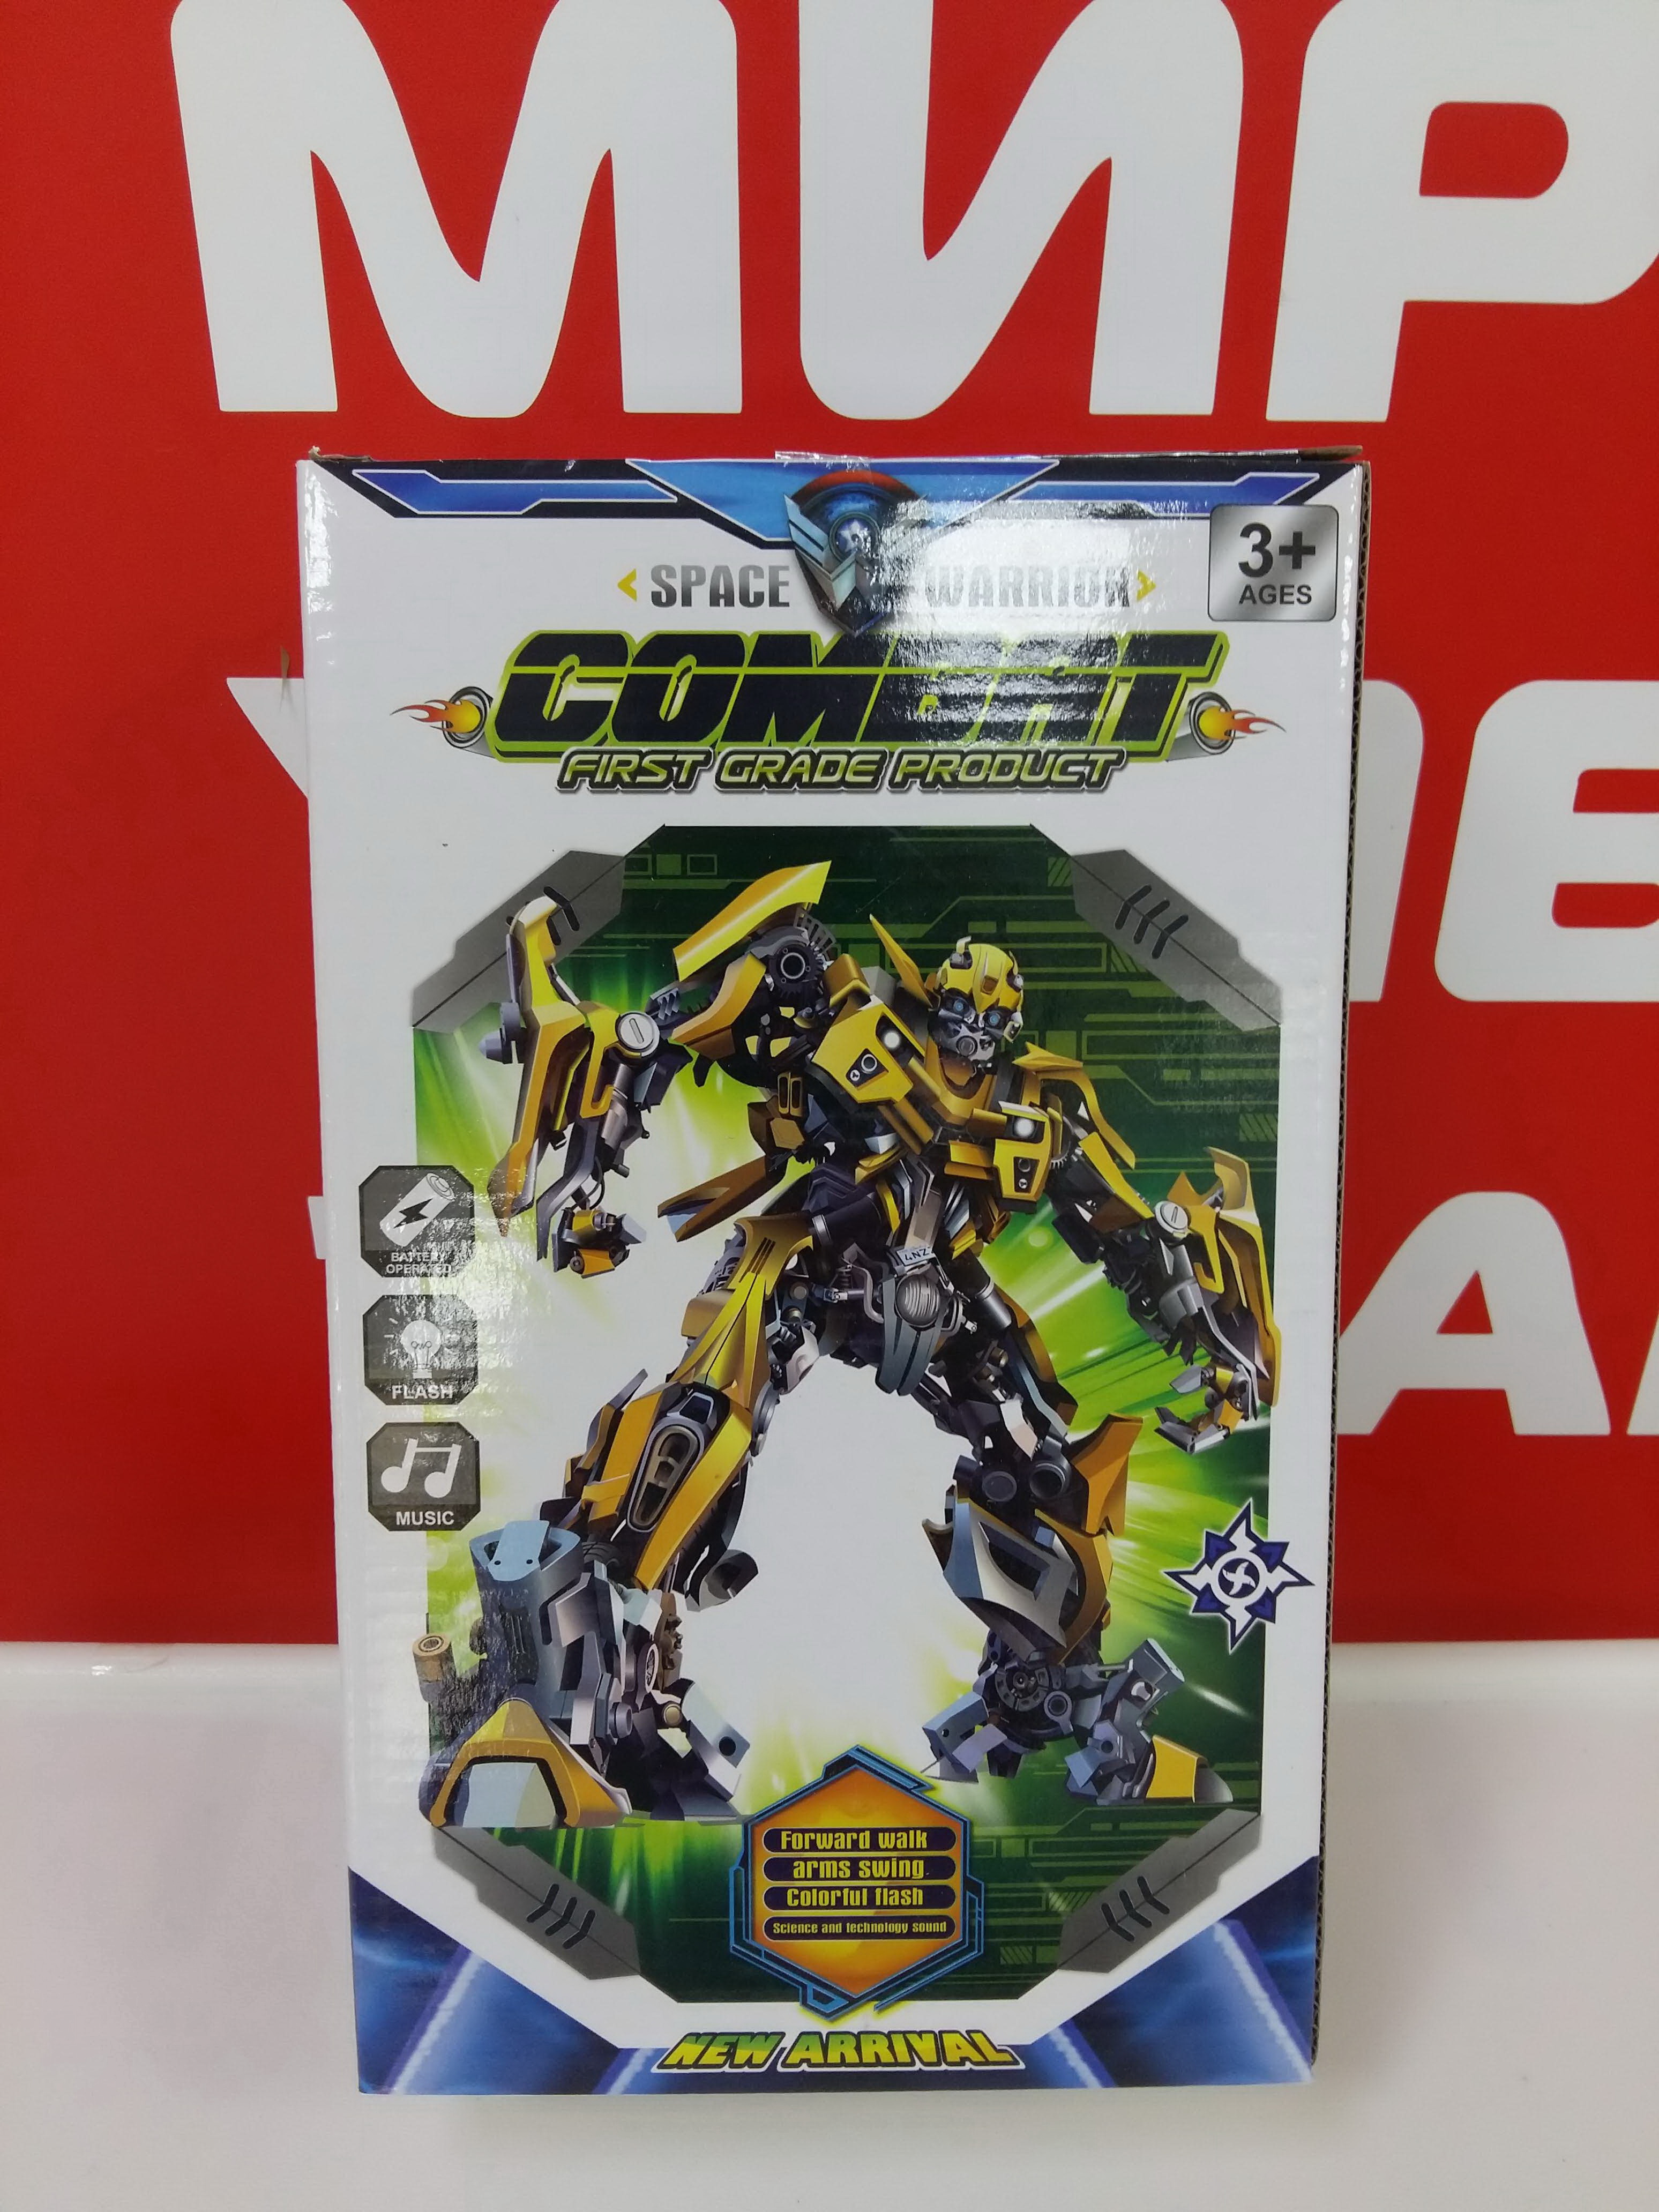 МИР
3+
AGES
SPACE WARRIOR
COMBAT
FIRST GRADE PRODUCT
BATTERY
OPERATED
FLASH
MUSIC
Forward walk
arms swing
Colorful flash
Science and technology sound
NEW ARRIVAL